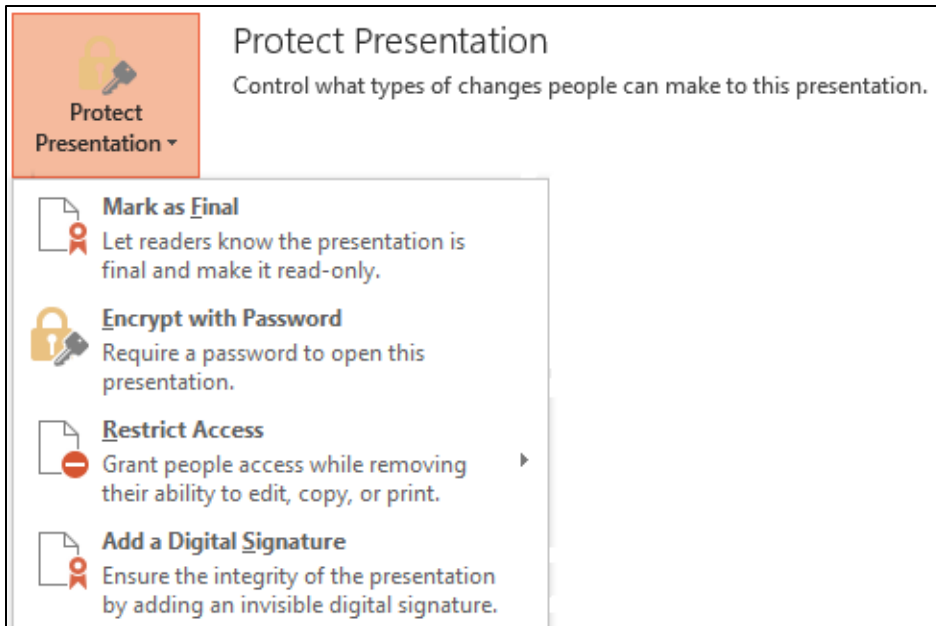 Protect Presentation
Control what types of changes people can make to this presentation.
Protect
Presentation
Mark as Final
Let readers know the presentation is
final and make it read-only.
Encrypt with Password
Require a password to open this
presentation.
Restrict Access
Grant people access while removing
their ability to edit, copy, or print.
Add a Digital Signature
Ensure the integrity of the presentation
by adding an invisible digital signature.